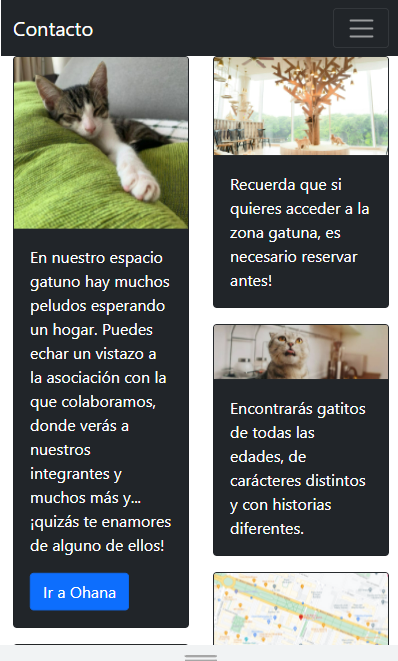 Contacto
En nuestro espacio
gatuno hay muchos
peludos esperando
un hogar. Puedes
echar un vistazo a
la asociación con la
que colaboramos,
donde verás a
nuestros
integrantes y
muchos más y...
¡quizás te enamores
de alguno de ellos!
Ir a Ohana
Recuerda que si
quieres acceder a la
zona gatuna, es
necesario reservar
antes!
Encontrarás gatitos
de todas las
edades, de
carácteres distintos
y con historias
diferentes.